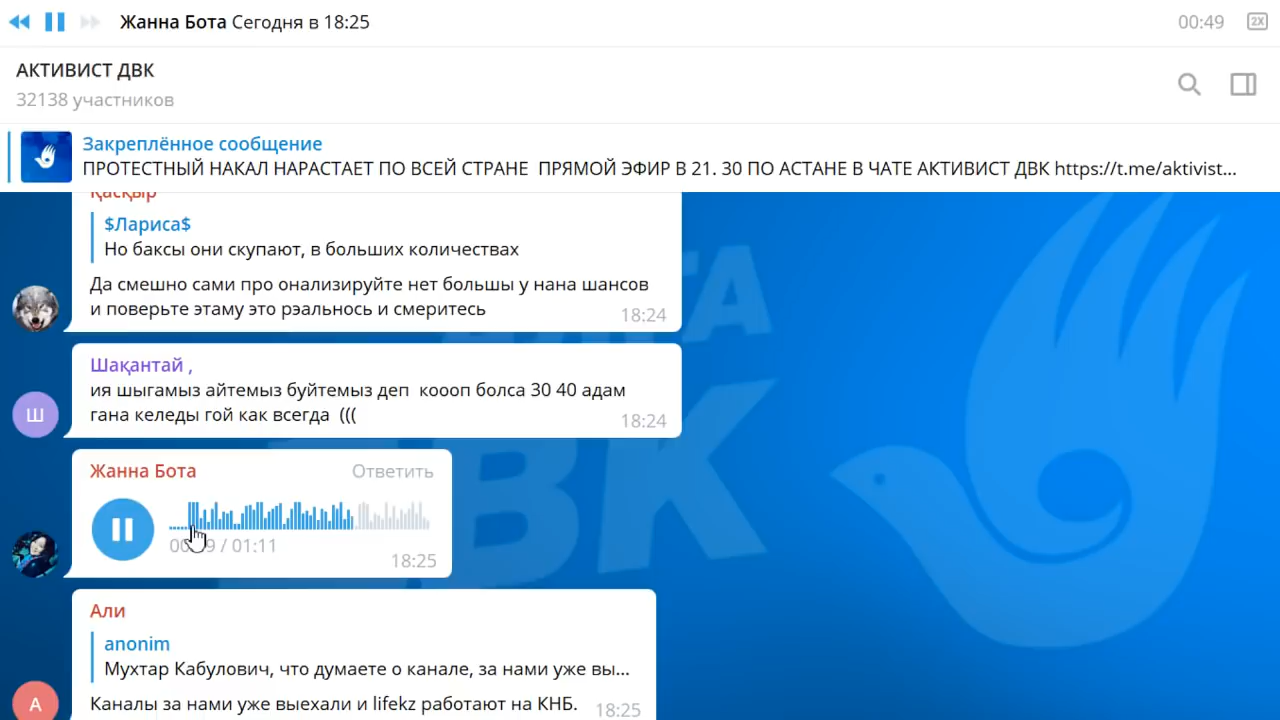 Жанна Бота Сегодня в 18:25
00:49
2X
АКТИВИСТ ДВК
32138 участников
Закреплённое сообщение
ПРОТЕСТНЫЙ НАКАЛ НАРАСТАЕТ ПО ВСЕЙ СТРАНЕ ПРЯМОЙ ЭФИР В 21. 30 ПО АСТАНЕ В ЧАТЕ АКТИВИСТ ДВК https://t.me/aktivist...
Қасқыр
$Лариса$
Но баксы они скупают, в больших количествах
Да смешно сами про онализируйте нет большы у нана шансов
и поверьте этаму это рэальнось и смеритесь
18:24
Шақантай ,
ия шыгамыз айтемыз буйтемыз деп коооп болса 30 40 адам
гана келеды гой как всегда (((
18:24
Ш
Жанна Бота
Ответить
/ 01:11
18:25
Али
anonim
Мухтар Кабулович, что думаете о канале, за нами уже вы...
Каналы за нами уже выехали и lifekz работают на КНБ.
18:25
А
ДВК